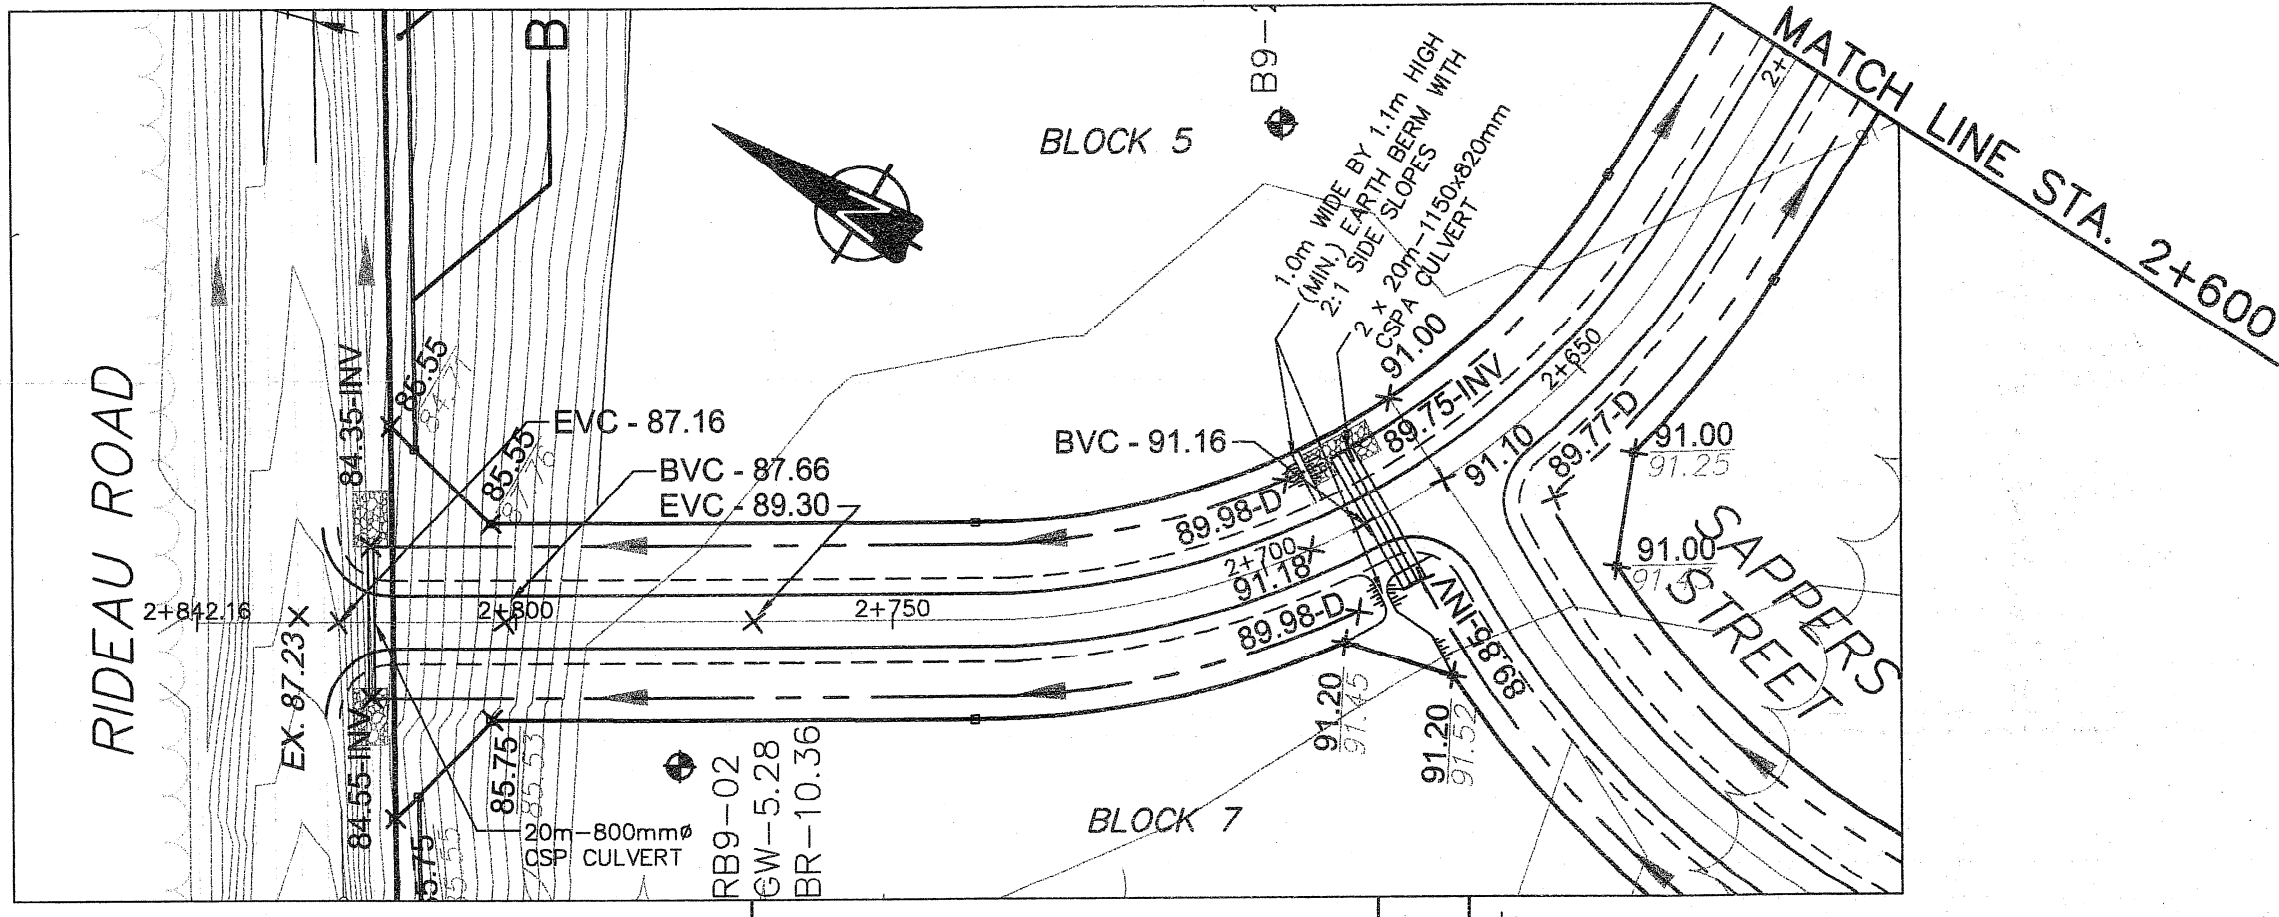 B
B9-
BLOCK 5
1.0m WIDE BY 1.1m HIGH
(MIN.) EARTH BERM WITH
2:1 SIDE SLOPES
2 x 20m-1150x820mm
CSPA CULVERT
MATCH LINE STA. 2+600
2+
91.00
89.75-INV
2+650
91.10
89.77-D
91.00
91.25
91.00
SAPPERS
STREET
RIDEAU ROAD
84.35-INV
85.55
84.71
85.55
EVC - 87.16
BVC - 87.66
EVC - 89.30
BVC - 91.16
89.98-D
2+700
91.18
89.98-D
89.85-INV
2+842.16
2+800
2+750
EX. 87.23
84.55-INV
85.75
85.53
91.20
91.45
91.20
91.52
20m-800mmø
CSP CULVERT
RB9-02
GW-5.28
BR-10.36
BLOCK 7